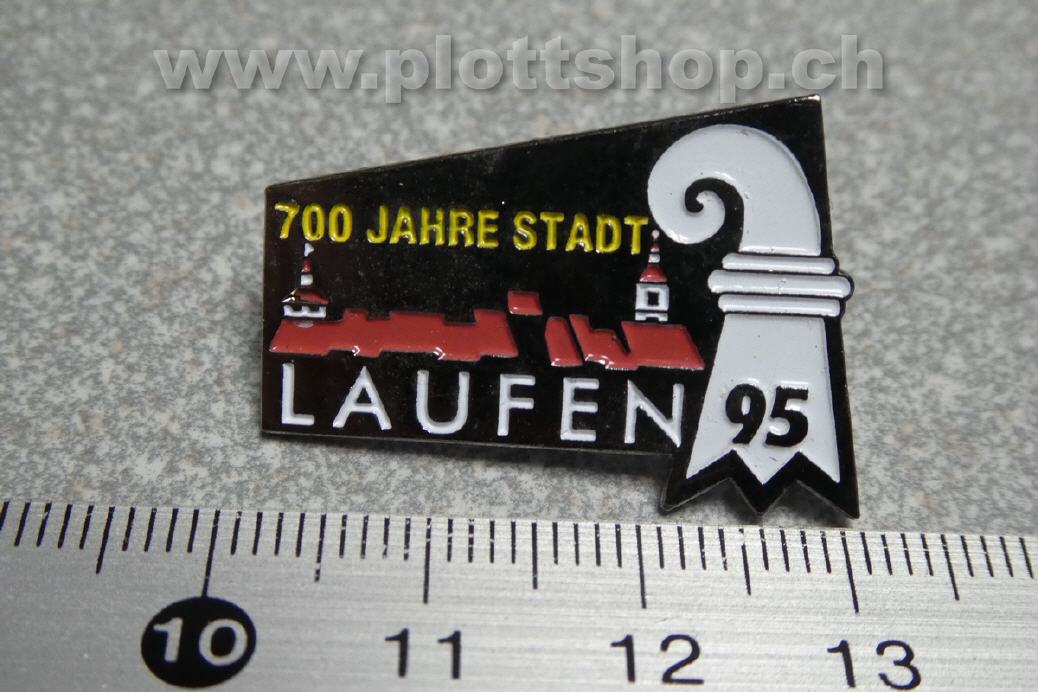 www.plottshop.ch
700 JAHRE STADT
LAUFEN 95
10 11 12 13